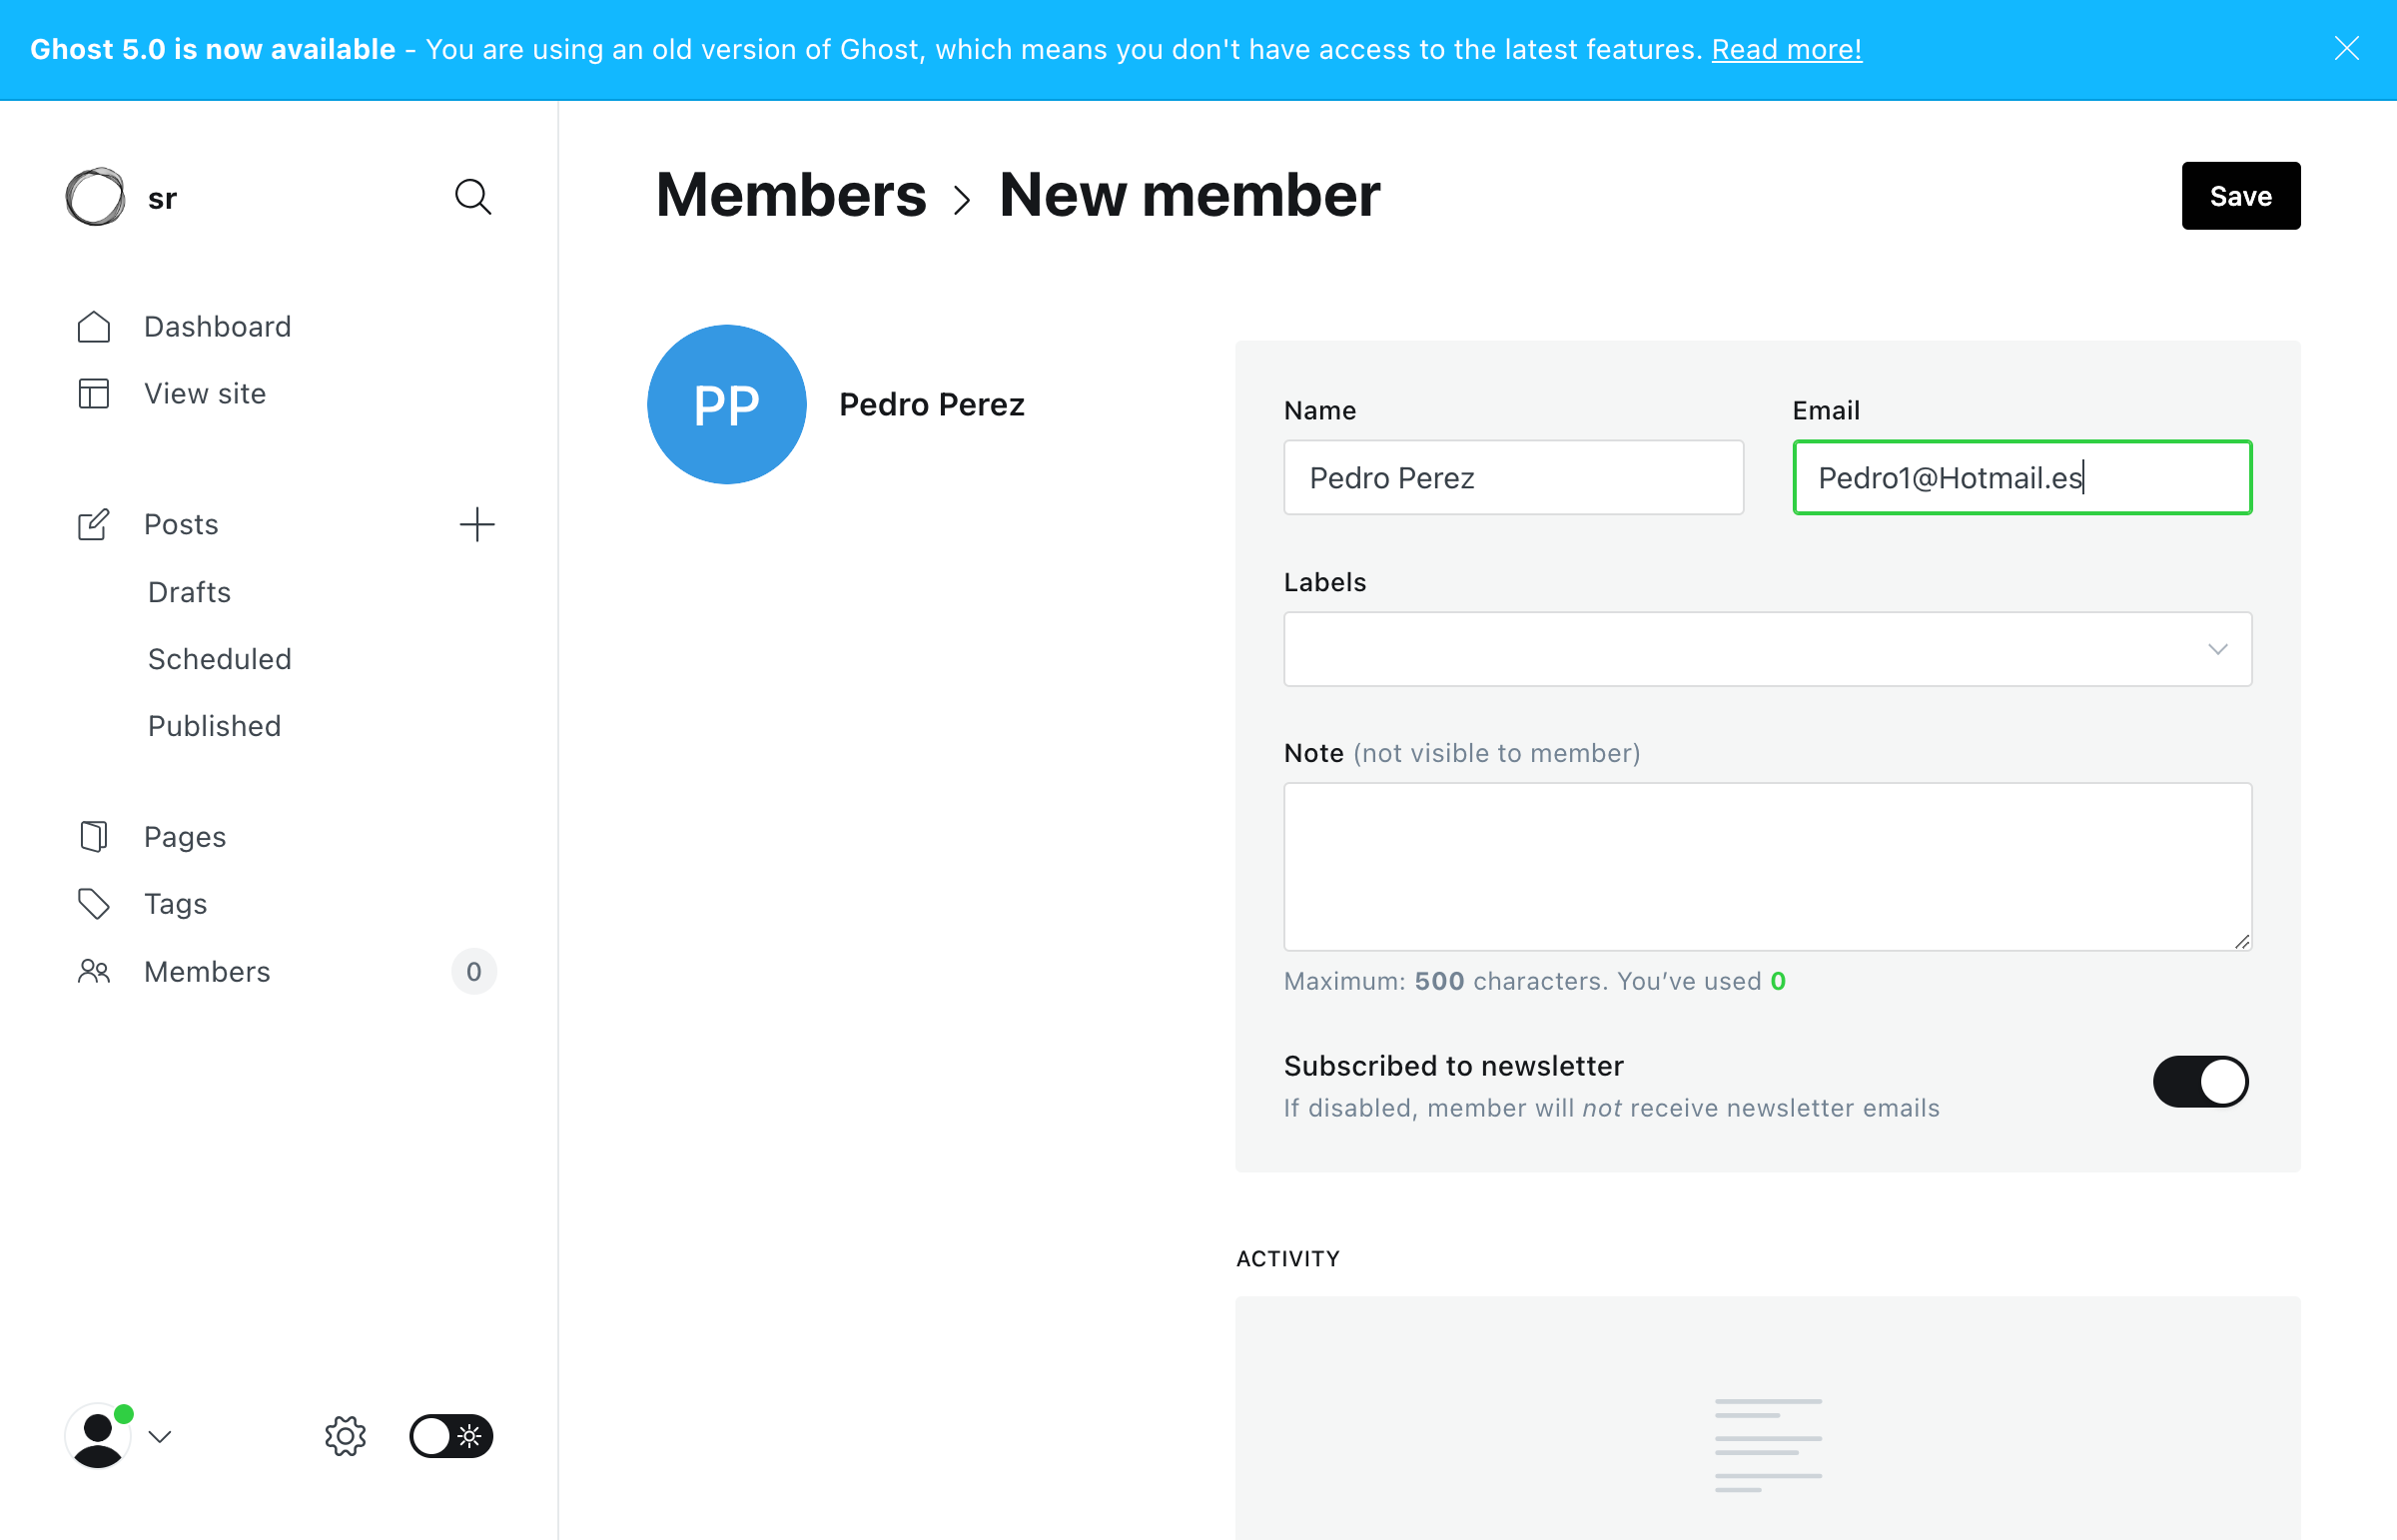 Ghost 5.0 is now available - You are using an old version of Ghost, which means you don't have access to the latest features. Read more!
sr
Dashboard
View site
Posts
Drafts
Scheduled
Published
Pages
Tags
Members 0
Members > New member
Save
PP
Pedro Perez
Name
Pedro Perez
Email
Pedro1@Hotmail.es
Labels
Note (not visible to member)
Maximum: 500 characters. You’ve used 0
Subscribed to newsletter
If disabled, member will not receive newsletter emails
ACTIVITY